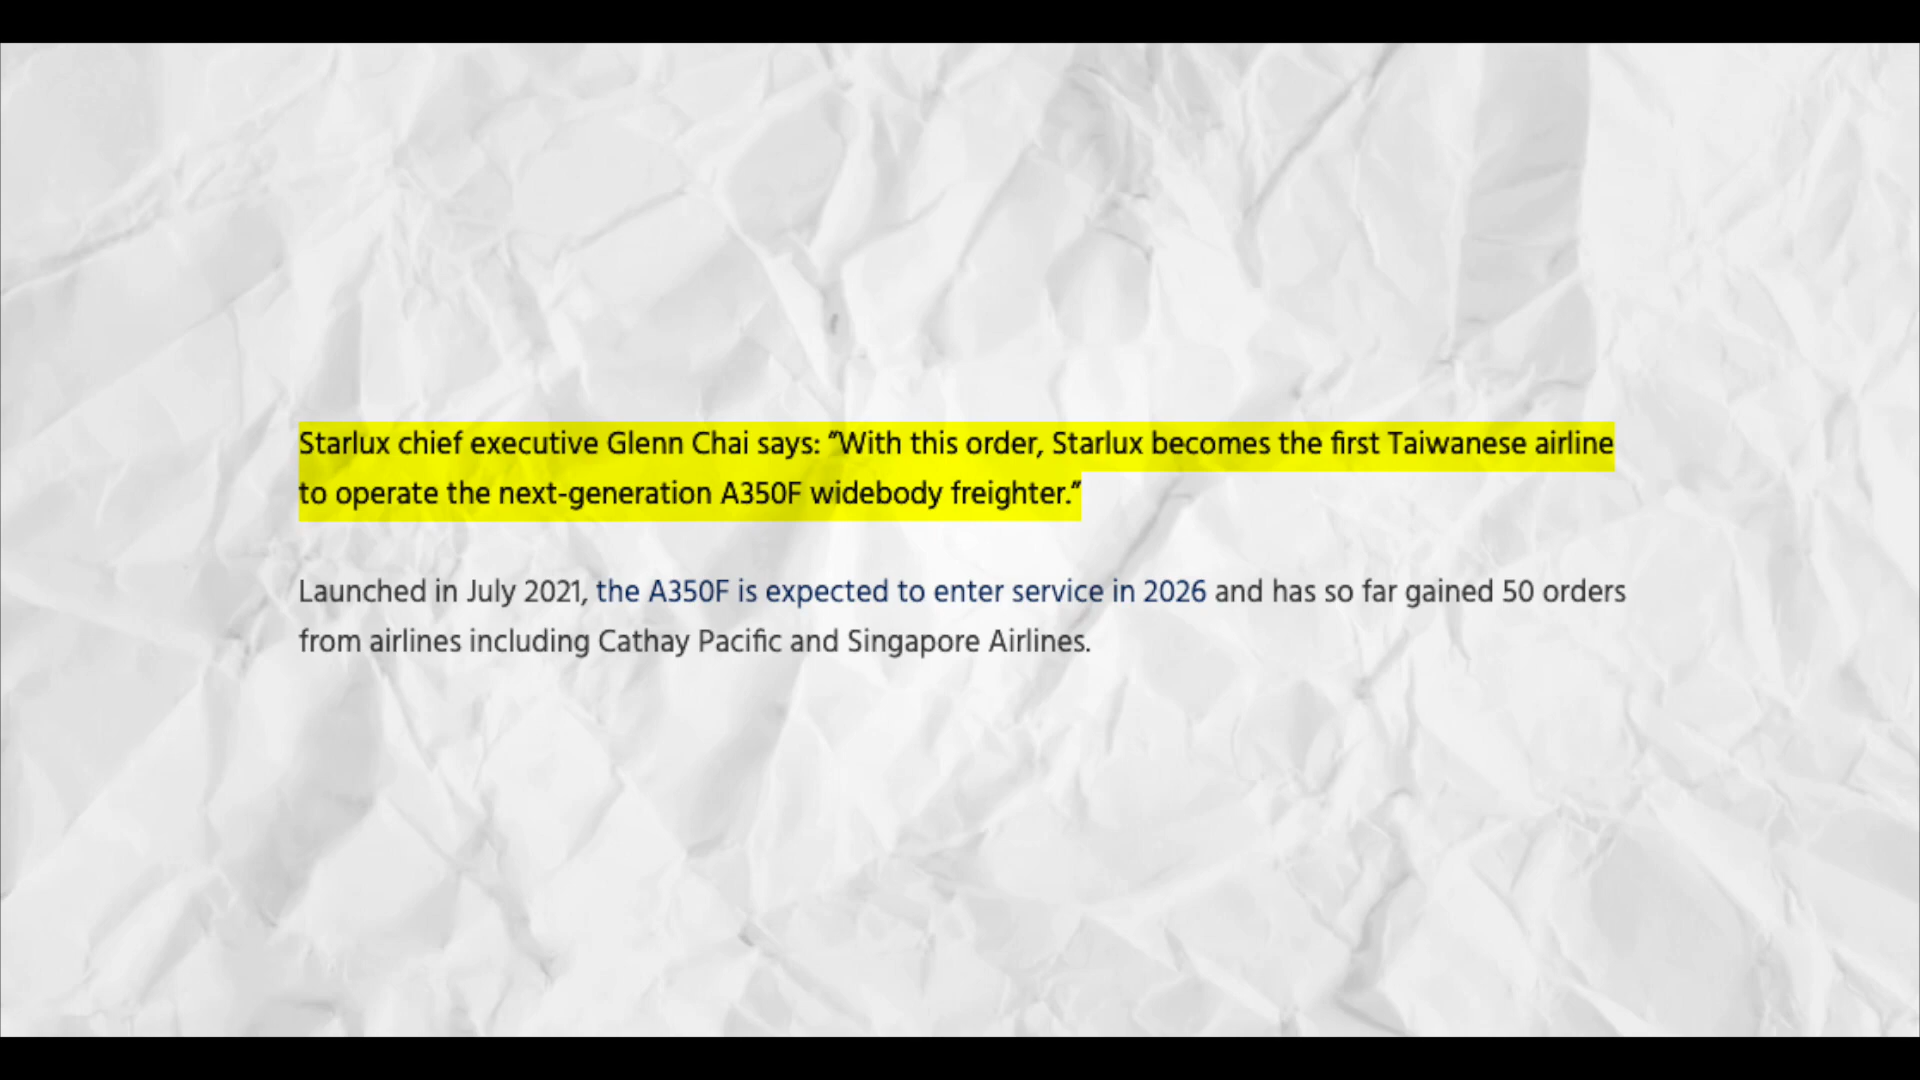 Starlux chief executive Glenn Chai says: “With this order, Starlux becomes the first Taiwanese airline
to operate the next-generation A350F widebody freighter.”
Launched in July 2021, the A350F is expected to enter service in 2026 and has so far gained 50 orders
from airlines including Cathay Pacific and Singapore Airlines.